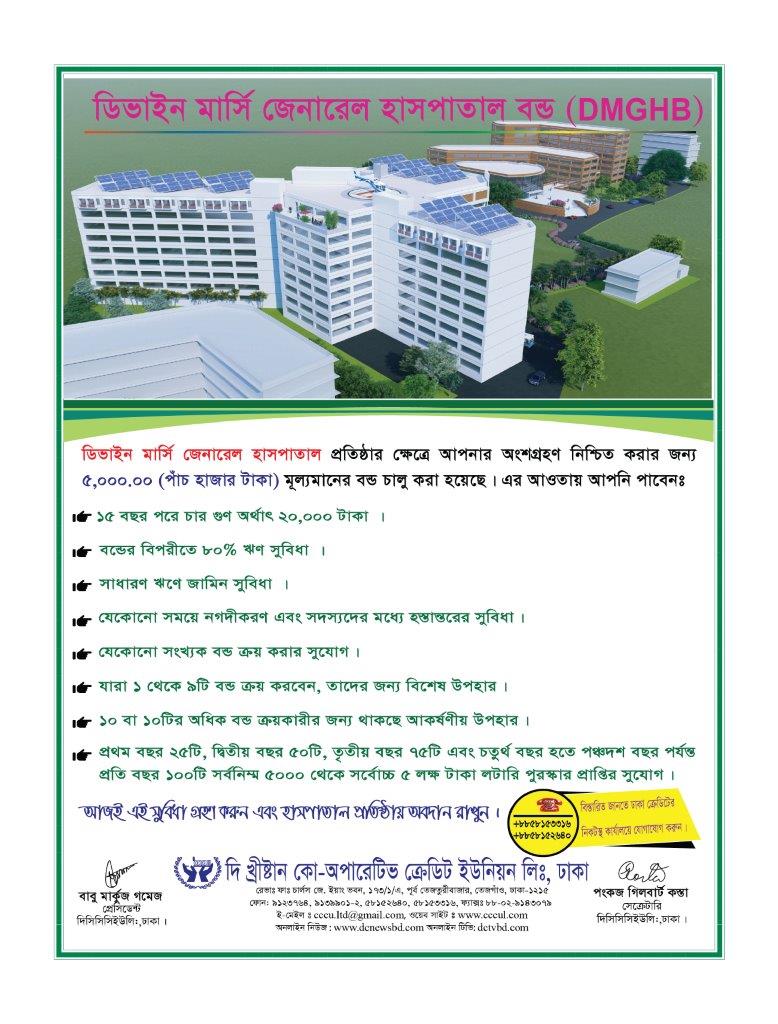 ডিভাইন মার্সি জেনারেল হাসপাতাল বন্ড (DMGHB)
ডিভাইন মার্সি জেনারেল হাসপাতাল প্রতিষ্ঠার ক্ষেত্রে আপনার অংশগ্রহণ নিশ্চিত করার জন্য
৫,০০০.০০ (পাঁচ হাজার টাকা) মূল্যমানের বন্ড চালু করা হয়েছে। এর আওতায় আপনি পাবেনঃ
১৫ বছর পরে চার গুণ অর্থাৎ ২০,০০০ টাকা ।
বন্ডের বিপরীতে ৮০% ঋণ সুবিধা ।
সাধারণ ঋণে জামিন সুবিধা ।
যেকোনো সময়ে নগদীকরণ এবং সদস্যদের মধ্যে হস্তান্তরের সুবিধা।
যেকোনো সংখ্যক বন্ড ক্রয় করার সুযোগ।
যারা ১ থেকে ৯টি বন্ড ক্রয় করবেন, তাদের জন্য বিশেষ উপহার।
১০ বা ১০টির অধিক বন্ড ক্রয়কারীর জন্য থাকছে আকর্ষণীয় উপহার।
প্রথম বছর ২৫টি, দ্বিতীয় বছর ৫০টি, তৃতীয় বছর ৭৫টি এবং চতুর্থ বছর হতে পঞ্চদশ বছর পর্যন্ত
প্রতি বছর ১০০টি সর্বনিম্ম ৫০০০ থেকে সর্বোচ্চ ৫ লক্ষ টাকা লটারি পুরস্কার প্রাপ্তির সুযোগ।
আজই এই সুবিধা গ্রহণ করুন এবং হাসপাতাল প্রতিষ্ঠায় অবদান রাখুন।
+৮৮৫৮১৫৩৩১৬
+৮৮৫৮১৫২৬৪০
বিস্তারিত জানতে ঢাকা ক্রেডিটের
নিকটস্থ কার্যালয়ে যোগাযোগ করুন।
দি খ্রীষ্টান কো-অপারেটিভ ক্রেডিট ইউনিয়ন লিঃ, ঢাকা
রেভাঃ ফাঃ চার্লস জে. ইয়াং ভবন, ১৭৩/১/এ, পূর্ব তেজতুরীবাজার, তেজগাঁও, ঢাকা-১২১৫
ফোন: ৯১২৩৭৬৪, ৯১৩৯৯০১-২, ৫৮১৫২৬৪০, ৫৮১৫৩৩১৬, ফ্যাক্সঃ ৮৮-০২-৯১৪৩০৭৯
ই-মেইল ঃ cccu.ltd@gmail.com, ওয়েব সাইট ঃ www.cccul.com
অনলাইন নিউজ : www.dcnewsbd.com অনলাইন টিভি: dctvbd.com
বাবু মার্কুজ গমেজ
প্রেসিডেন্ট
দিসিসিসিইউলি:,ঢাকা।
পংকজ গিলবার্ট কস্তা
সেক্রেটারি
দিসিসিসিইউলি:,ঢাকা।